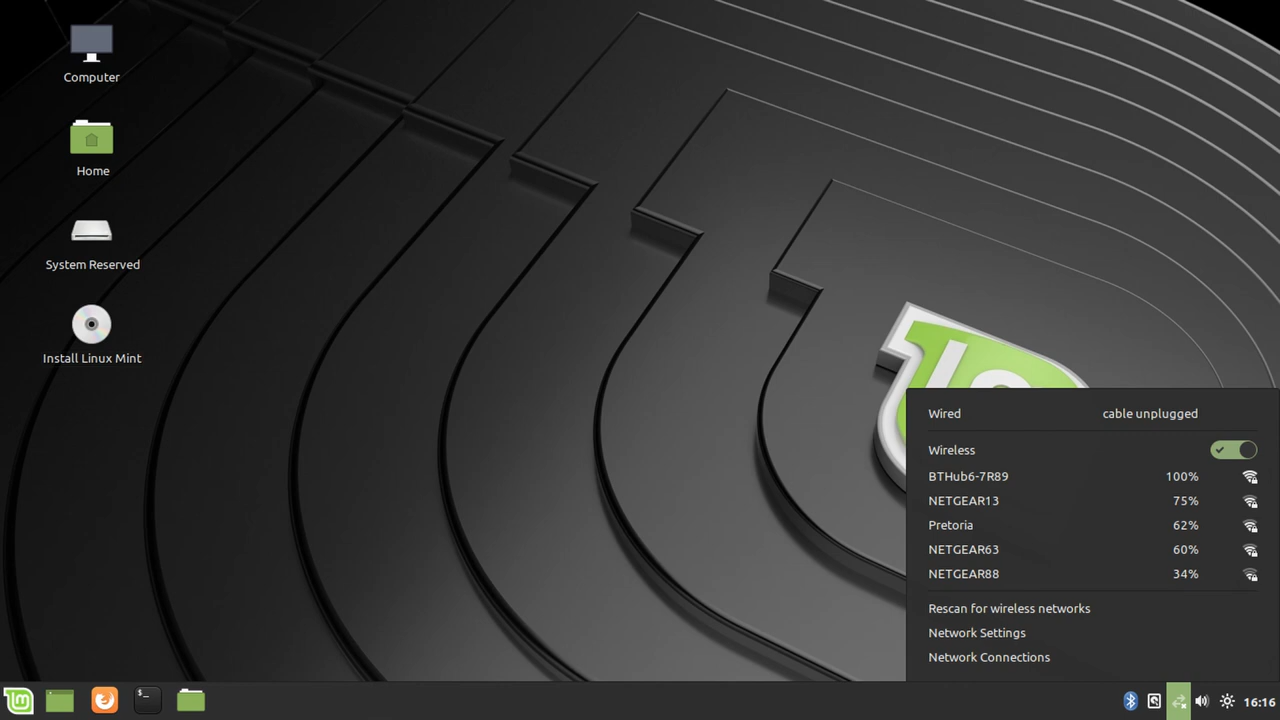 Computer
Home
System Reserved
Install Linux Mint
Wired cable unplugged
Wireless
BTHub6-7R89 100%
NETGEAR13 75%
Pretoria 62%
NETGEAR63 60%
NETGEAR88 34%
Rescan for wireless networks
Network Settings
Network Connections
$_
16:16